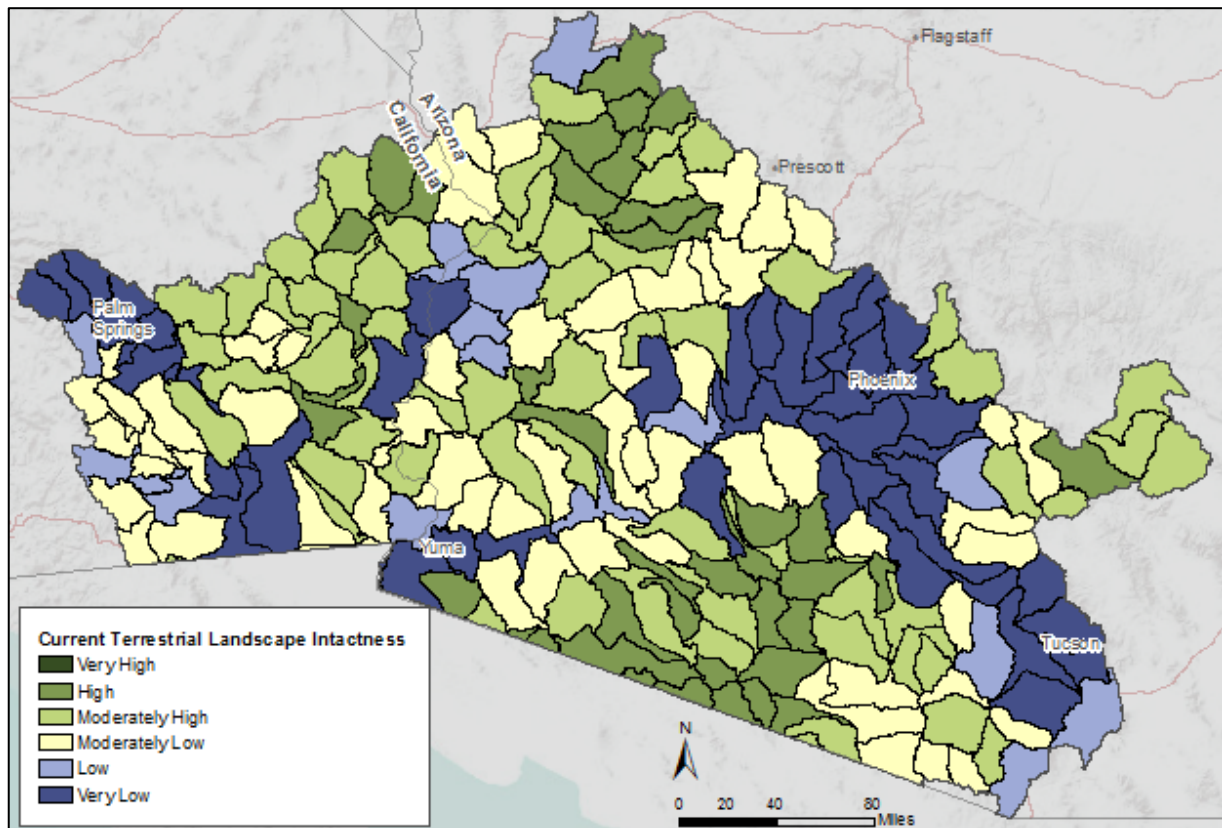 Flagstaff
Arizona
California
Prescott
Palm
Springs
Phoenix
Yuma
Tucson
Current Terrestrial Landscape Intactness
Very High
High
Moderately High
Moderately Low
Low
Very Low
N
0 20 40 80
Miles